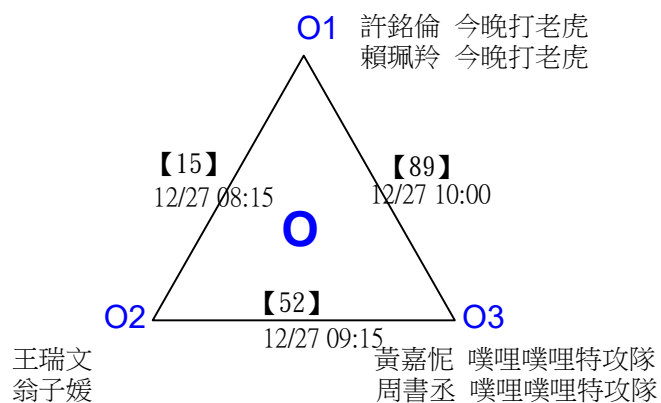 O1 許銘倫 今晚打老虎
賴珮羚 今晚打老虎
【15】 【89】
12/27 08:15 12/27 10:00
O
【52】
O2 O3
12/27 09:15
王瑞文 黃嘉怩 噗哩噗哩特攻隊
翁子媛 周書丞 噗哩噗哩特攻隊